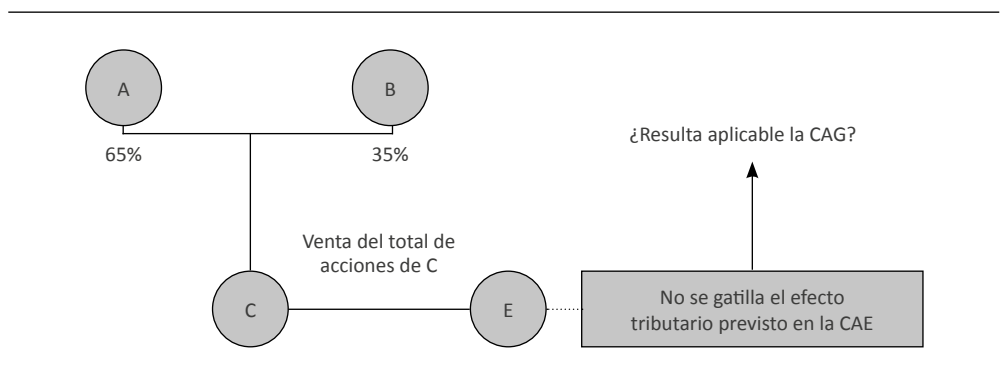 A
B
65%
35%
¿Resulta aplicable la CAG?
Venta del total de
acciones de C
C
E
No se gatilla el efecto
tributario previsto en la CAE